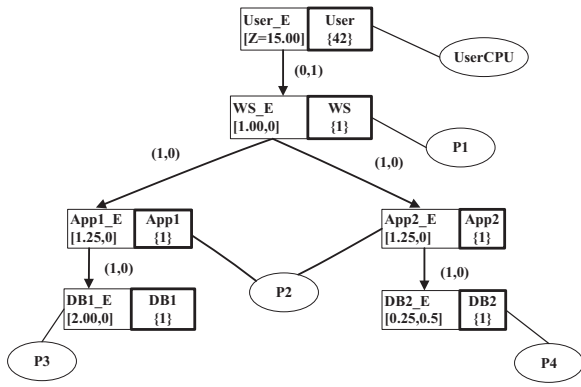 User_E User
[Z=15.00] {42}
UserCPU
(0,1)
WS_E WS
[1.00,0] {1}
P1
(1,0) (1,0)
App1_E App1
[1.25,0] {1}
App2_E App2
[1.25,0] {1}
(1,0) (1,0)
P2
DB1_E DB1
[2.00,0] {1}
DB2_E DB2
[0.25,0.5] {1}
P3 P4